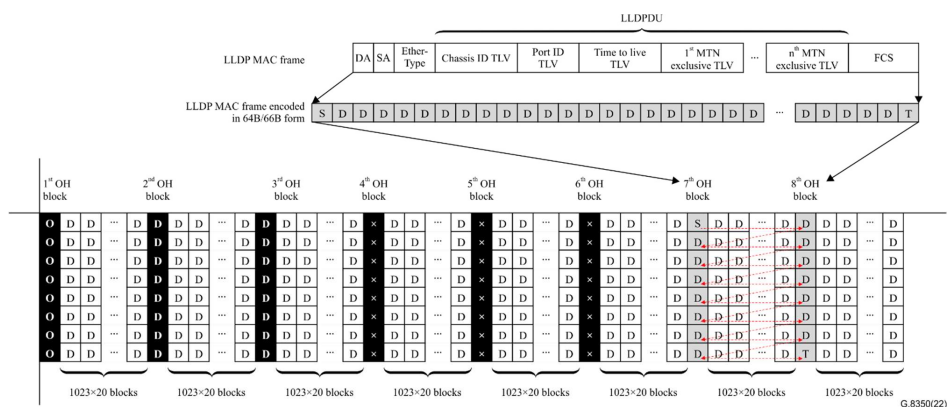 LLDPDU
LLDP MAC frame DA SA Ether-Type Chassis ID TLV Port ID TLV Time to live TLV 1st MTN exclusive TLV ... nth MTN exclusive TLV FCS
LLDP MAC frame encoded in 64B/66B form S D D D D D D D D D D D D D D D D D D D D D ... D D D D D T
1st OH block 2nd OH block 3rd OH block 4th OH block 5th OH block 6th OH block 7th OH block 8th OH block
O D D ... D D D D ... D D D D ... D × D D ... D × D D ... D × D D ... D S D D ... D D D D ... D
O D D D D D D D D D D D × D D D × D D D × D D D D D D D D D D D
O D D D D D D D D D D D × D D D × D D D × D D D D D D D D D D D
O D D ... D D D D ... D D D D ... D × D D ... D × D D ... D × D D ... D D D D ... D D D D ... D
O D D D D D D D D D D D × D D D × D D D × D D D D D D D D D D D
O D D D D D D D D D D D × D D D × D D D × D D D D D D D D D D D
O D D D D D D D D D D D × D D D × D D D × D D D D D D D D D D D
O D D ... D D D D ... D D D D ... D × D D ... D × D D ... D × D D ... D D D D ... D T D D ... D
1023×20 blocks 1023×20 blocks 1023×20 blocks 1023×20 blocks 1023×20 blocks 1023×20 blocks 1023×20 blocks 1023×20 blocks
G.8350(22)